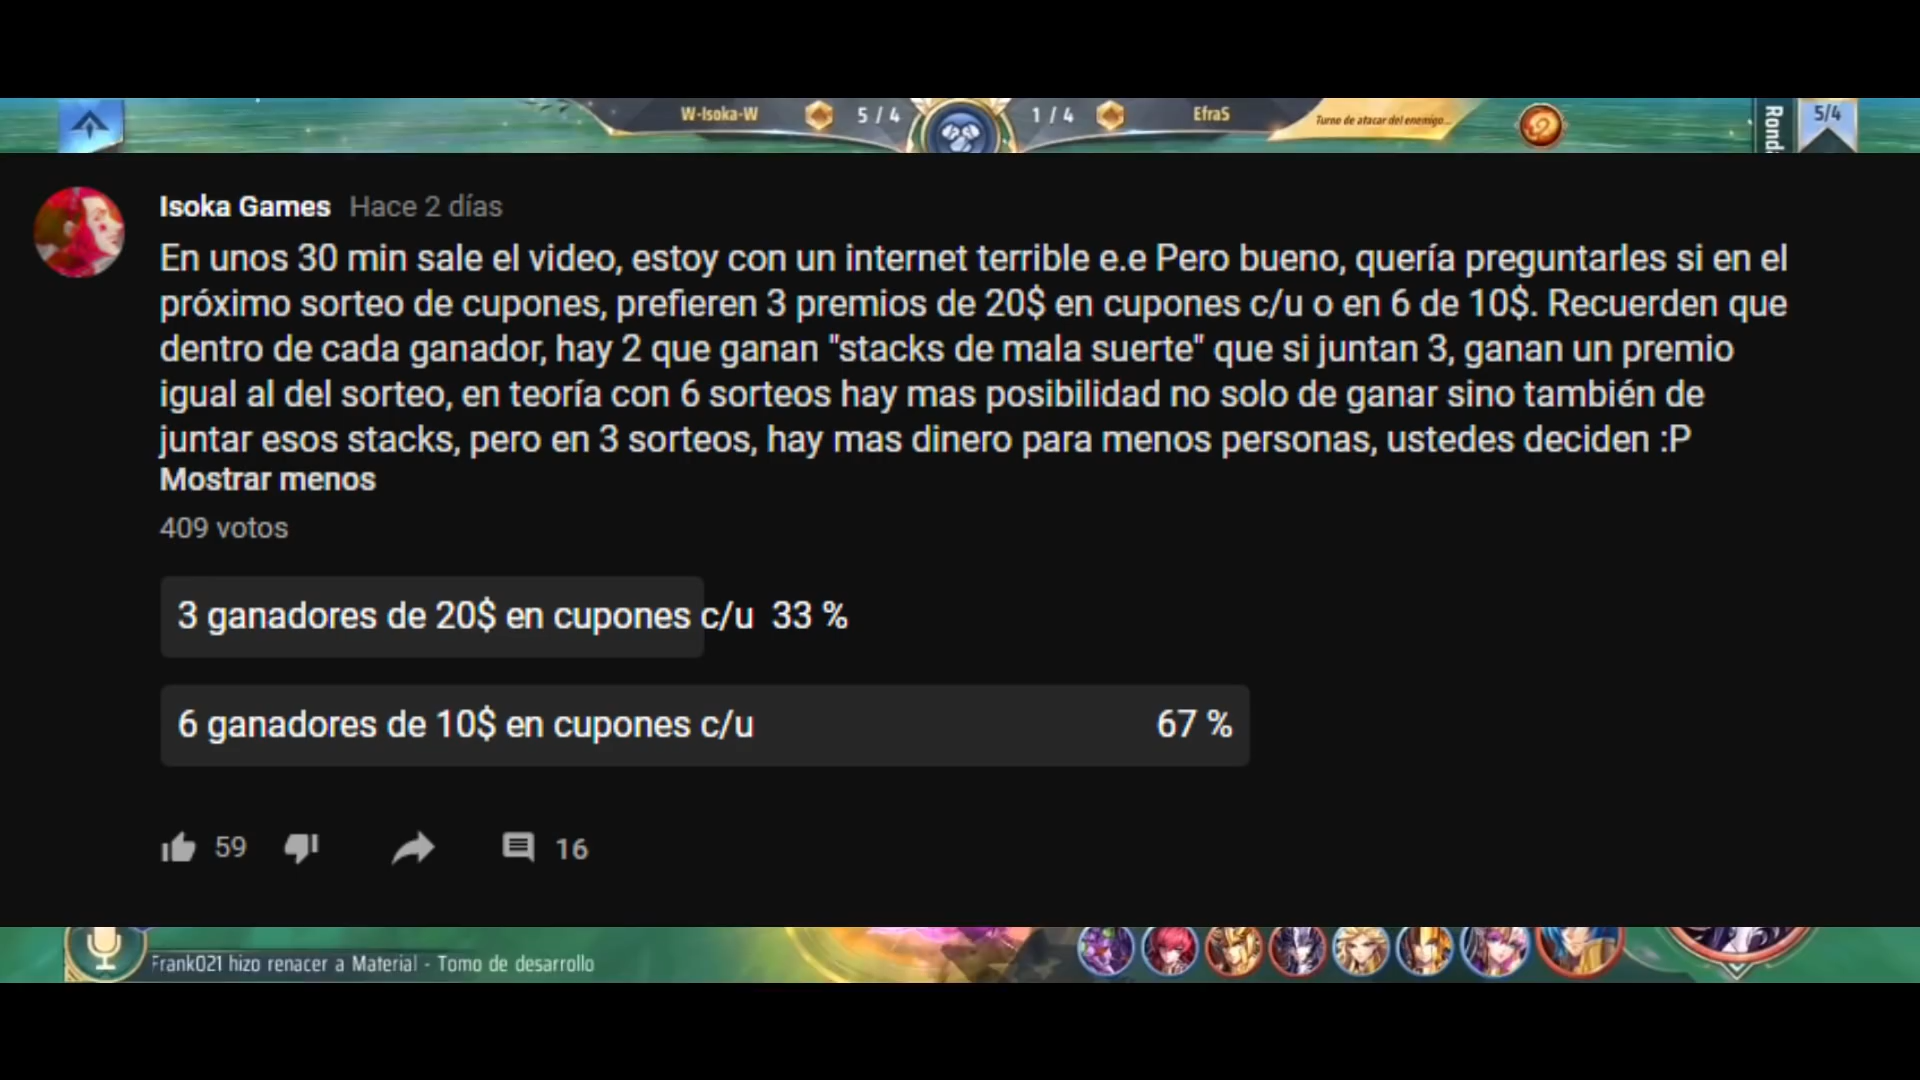 W-Isoka-W 5 / 4 1 / 4 EfraS Turno de atacar del enemigo... 5/4
Isoka Games Hace 2 días
En unos 30 min sale el video, estoy con un internet terrible e.e Pero bueno, quería preguntarles si en el
próximo sorteo de cupones, prefieren 3 premios de 20$ en cupones c/u o en 6 de 10$. Recuerden que
dentro de cada ganador, hay 2 que ganan "stacks de mala suerte" que si juntan 3, ganan un premio
igual al del sorteo, en teoría con 6 sorteos hay mas posibilidad no solo de ganar sino también de
juntar esos stacks, pero en 3 sorteos, hay mas dinero para menos personas, ustedes deciden :P
Mostrar menos
409 votos
3 ganadores de 20$ en cupones c/u 33 %
6 ganadores de 10$ en cupones c/u 67 %
59 16
Frank021 hizo renacer a Material - Tomo de desarrollo